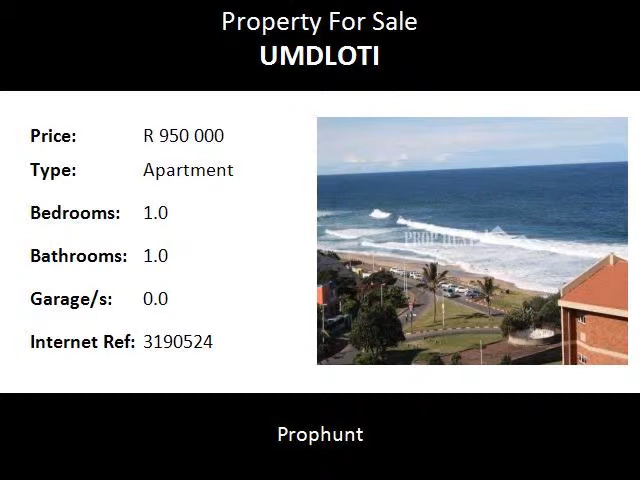 Property For Sale
UMDLOTI
Price: R 950 000
Type: Apartment
Bedrooms: 1.0
Bathrooms: 1.0
Garage/s: 0.0
Internet Ref: 3190524
Prophunt